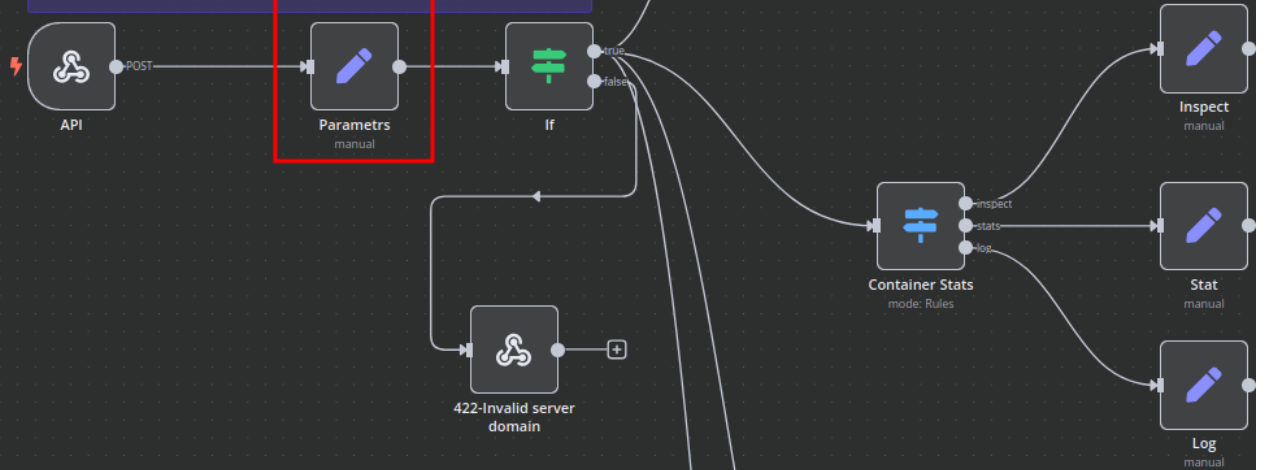 POST
API
Parametrs
manual
true
false
If
Inspect
manual
inspect
stats
log
Container Stats
mode: Rules
Stat
manual
422-Invalid server
domain
Log
manual